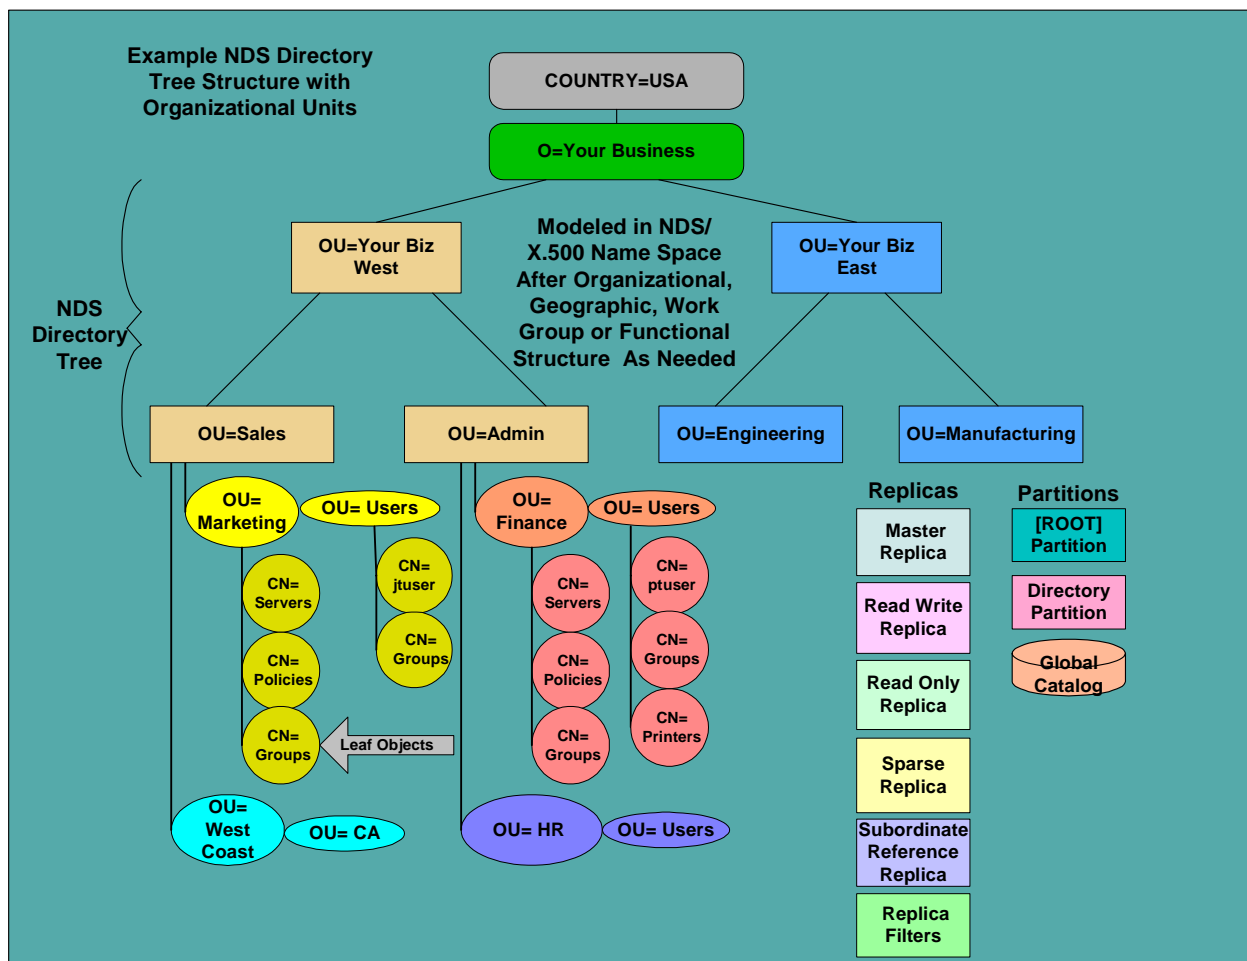 Example NDS Directory
Tree Structure with
Organizational Units
COUNTRY=USA
O=Your Business
OU=Your Biz
West
Modeled in NDS/
X.500 Name Space
After Organizational,
Geographic, Work
Group or Functional
Structure  As Needed
OU=Your Biz
East
NDS
Directory
Tree
OU=Sales
OU=Admin
OU=Engineering
OU=Manufacturing
OU=
Marketing
OU= Users
CN=
Servers
CN=
Policies
CN=
Groups
CN=
jtuser
CN=
Groups
Leaf Objects
OU=
West
Coast
OU= CA
OU=
Finance
OU= Users
CN=
Servers
CN=
Policies
CN=
Groups
CN=
ptuser
CN=
Groups
CN=
Printers
OU= HR
OU= Users
Replicas
Master
Replica
Read Write
Replica
Read Only
Replica
Sparse
Replica
Subordinate
Reference
Replica
Replica
Filters
Partitions
[ROOT]
Partition
Directory
Partition
Global
Catalog